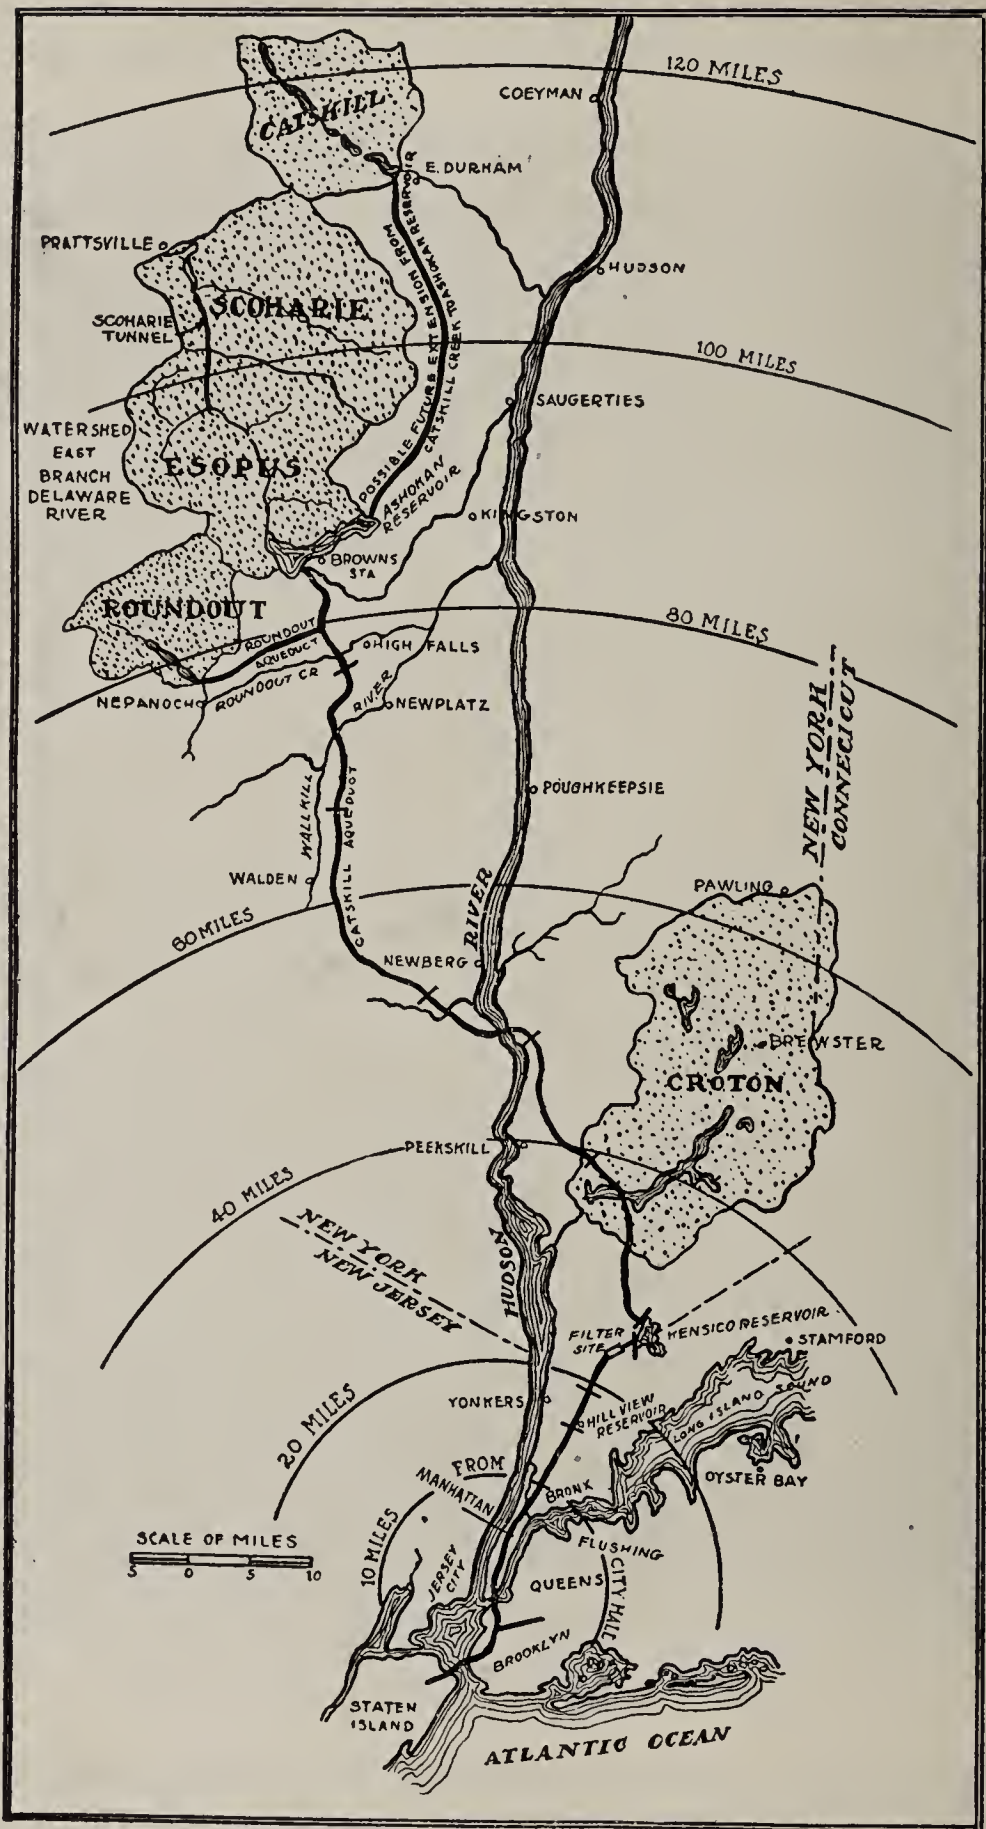 120 MILES
COEYMAN
CATSKILL
E. DURHAM
PRATTSVILLE
HUDSON
SCOHARIE
SCOHARIE
TUNNEL
POSSIBLE FUTURE EXTENSION FROM
CATSKILL CREEK TO ASHOKAN RESERVOIR
100 MILES
SAUGERTIES
WATERSHED
EAST
BRANCH
DELAWARE
RIVER
ESOPUS
ASHOKAN
RESERVOIR
KINGSTON
BROWNS
STA
ROUNDOUT
80 MILES
ROUNDOUT
AQUEDUCT
HIGH FALLS
ROUNDOUT CR
NEPANOCH
RIVER
NEWPLATZ
NEW YORK
CONNECICUT
POUGHKEEPSIE
WALLKILL
CATSKILL AQUEDUCT
WALDEN
PAWLING
60 MILES
RIVER
NEWBERG
BREWSTER
CROTON
PEEKSKILL
40 MILES
NEW YORK
NEW JERSEY
HUDSON
FILTER
SITE
KENSICO RESERVOIR
STAMFORD
20 MILES
YONKERS
HILL VIEW
RESERVOIR
LONG ISLAND SOUND
FROM
MANHATTAN
BRONX
OYSTER BAY
SCALE OF MILES
5 0 5 10
10 MILES
JERSEY
CITY
FLUSHING
QUEENS
CITY HALL
BROOKLYN
STATEN
ISLAND
ATLANTIC OCEAN